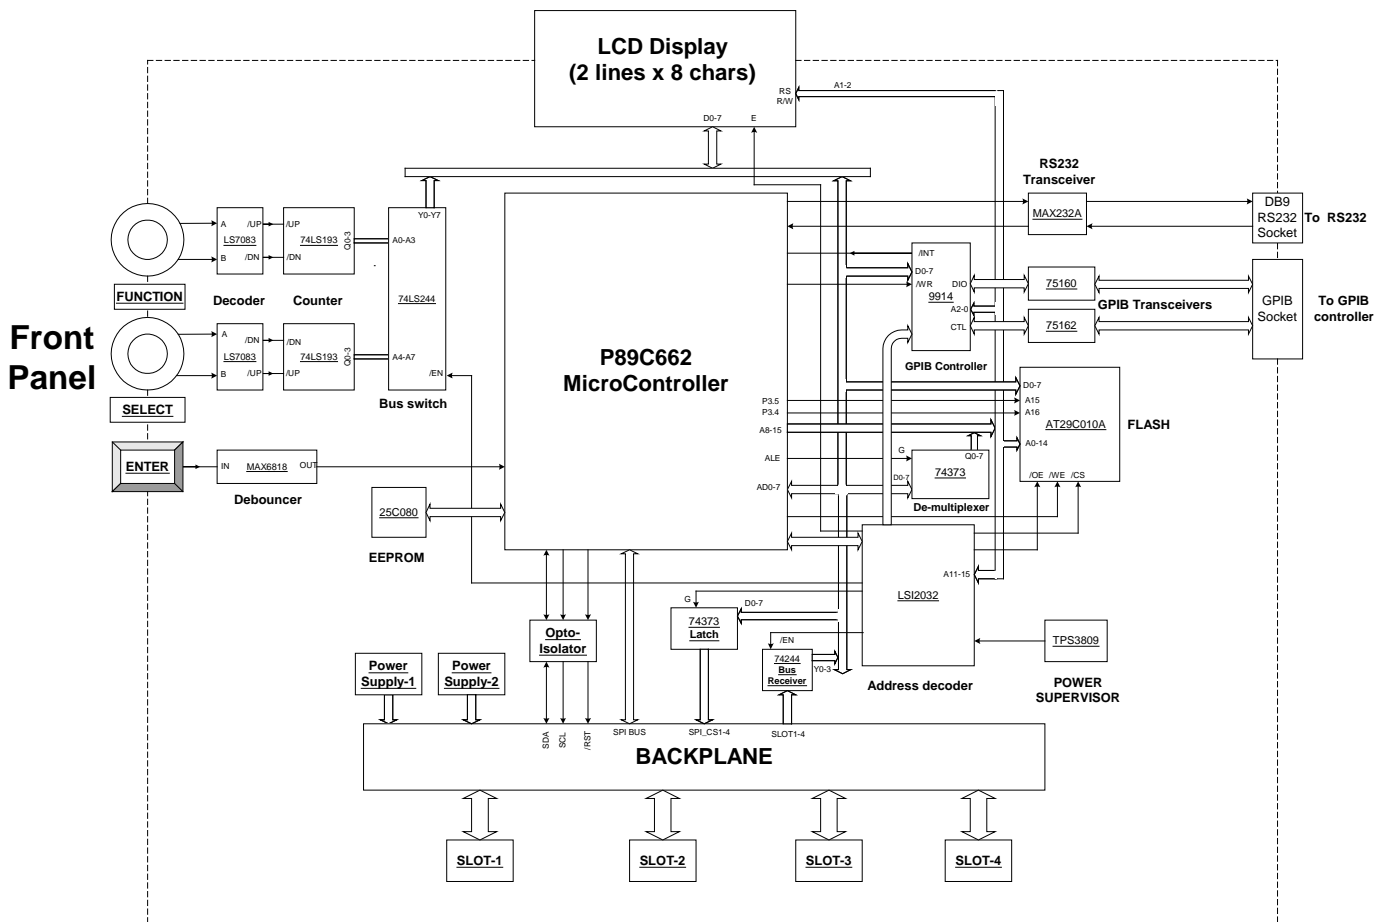 LCD Display
(2 lines x 8 chars)
RS
R/W
A1-2
D0-7
E
RS232
Transceiver
MAX232A
DB9
RS232
Socket
To RS232
Y0-Y7
A
/UP
/UP
LS7083
74LS193
Q0-3
A0-A3
B
/DN
/DN
FUNCTION
Decoder
Counter
74LS244
Front
Panel
A
/DN
/DN
LS7083
74LS193
Q0-3
A4-A7
B
/UP
/UP
/EN
SELECT
Bus switch
P89C662
MicroController
/INT
D0-7
/WR
DIO
9914
A2-0
CTL
GPIB Controller
75160
GPIB Transceivers
75162
GPIB
Socket
To GPIB
controller
P3.5
P3.4
A8-15
ALE
AD0-7
D0-7
A15
A16
AT29C010A
A0-14
/OE
/WE
/CS
FLASH
G
Q0-7
D0-7
74373
De-multiplexer
ENTER
IN
MAX6818
OUT
Debouncer
25C080
EEPROM
A11-15
LSI2032
Address decoder
TPS3809
POWER
SUPERVISOR
Opto-
Isolator
G
D0-7
74373
Latch
/EN
74244
Bus
Receiver
Y0-3
Power
Supply-1
Power
Supply-2
SDA
SCL
/RST
SPI BUS
SPI_CS1-4
SLOT1-4
BACKPLANE
SLOT-1
SLOT-2
SLOT-3
SLOT-4